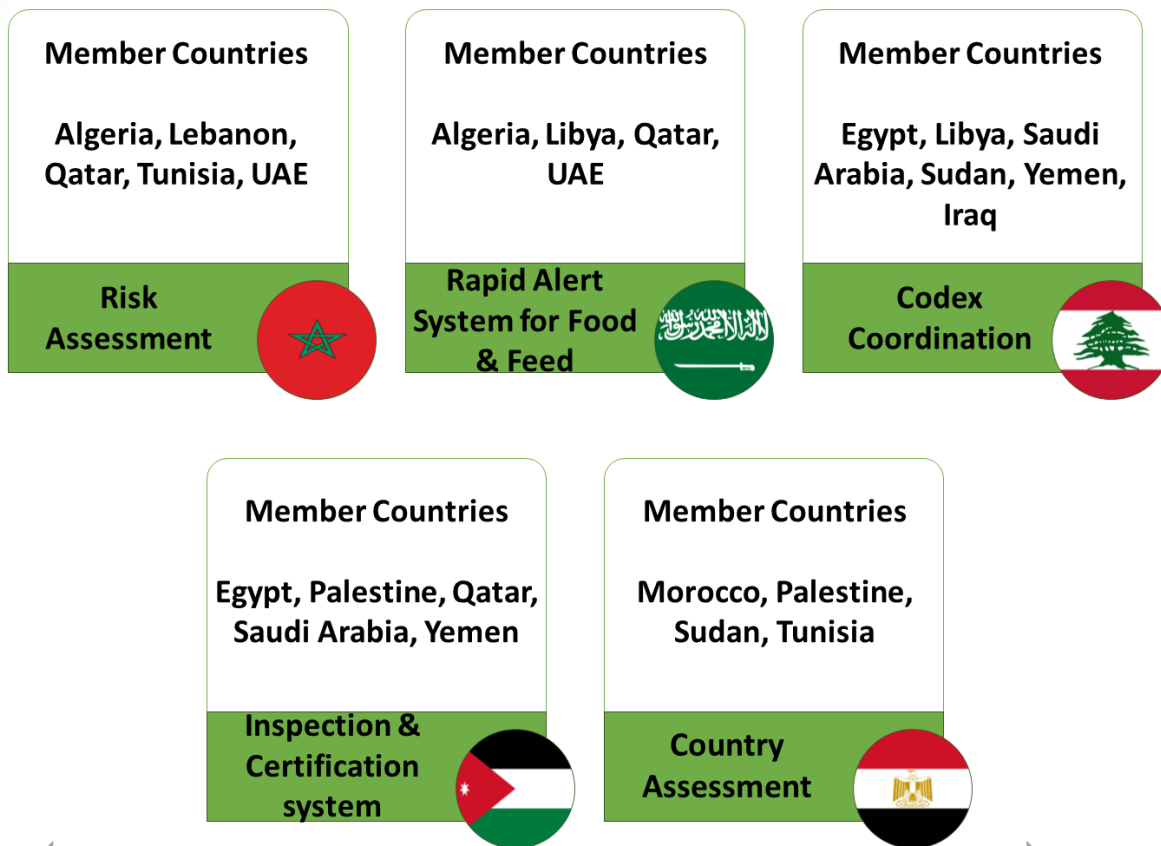 Member Countries
Algeria, Lebanon,
Qatar, Tunisia, UAE
Risk
Assessment
Member Countries
Algeria, Libya, Qatar,
UAE
Rapid Alert
System for Food
& Feed
Member Countries
Egypt, Libya, Saudi
Arabia, Sudan, Yemen,
Iraq
Codex
Coordination
Member Countries
Egypt, Palestine, Qatar,
Saudi Arabia, Yemen
Inspection &
Certification
system
Member Countries
Morocco, Palestine,
Sudan, Tunisia
Country
Assessment